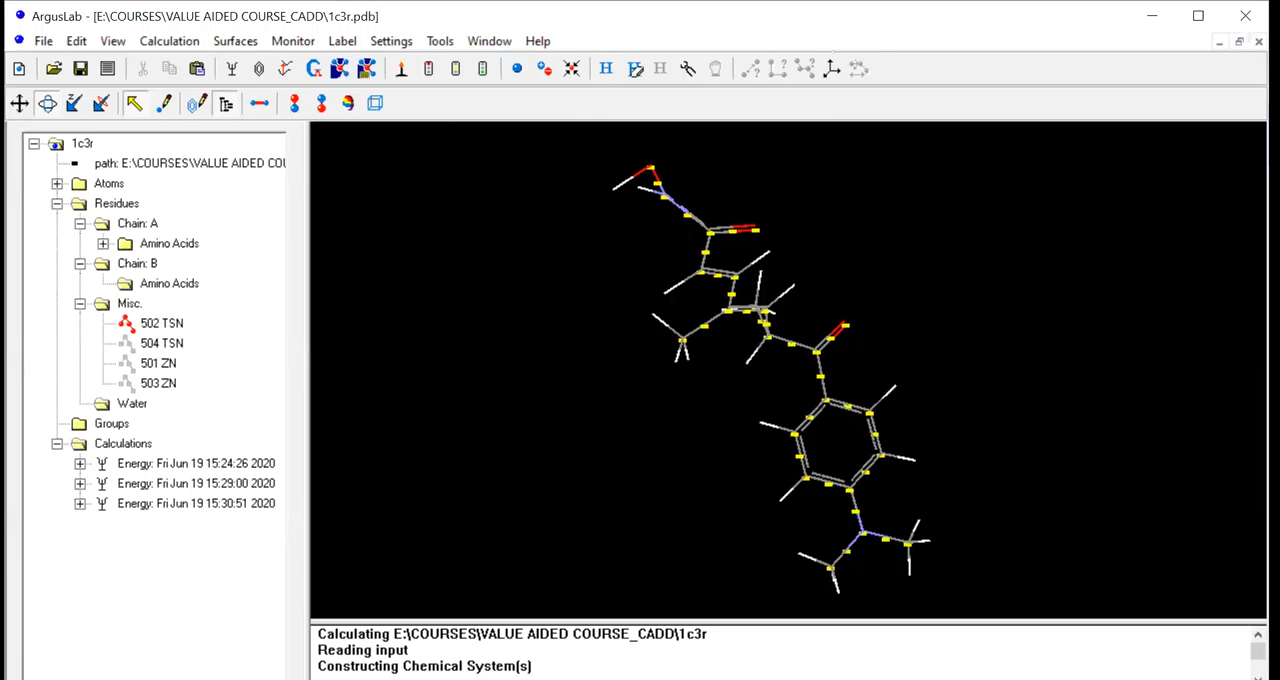 ArgusLab - [E:\COURSES\VALUE AIDED COURSE_CADD\1c3r.pdb]
File Edit View Calculation Surfaces Monitor Label Settings Tools Window Help
1c3r
path: E:\COURSES\VALUE AIDED COU
Atoms
Residues
Chain: A
Amino Acids
Chain: B
Amino Acids
Misc.
502 TSN
504 TSN
501 ZN
503 ZN
Water
Groups
Calculations
Energy: Fri Jun 19 15:24:26 2020
Energy: Fri Jun 19 15:29:00 2020
Energy: Fri Jun 19 15:30:51 2020
Calculating E:\COURSES\VALUE AIDED COURSE_CADD\1c3r
Reading input
Constructing Chemical System(s)